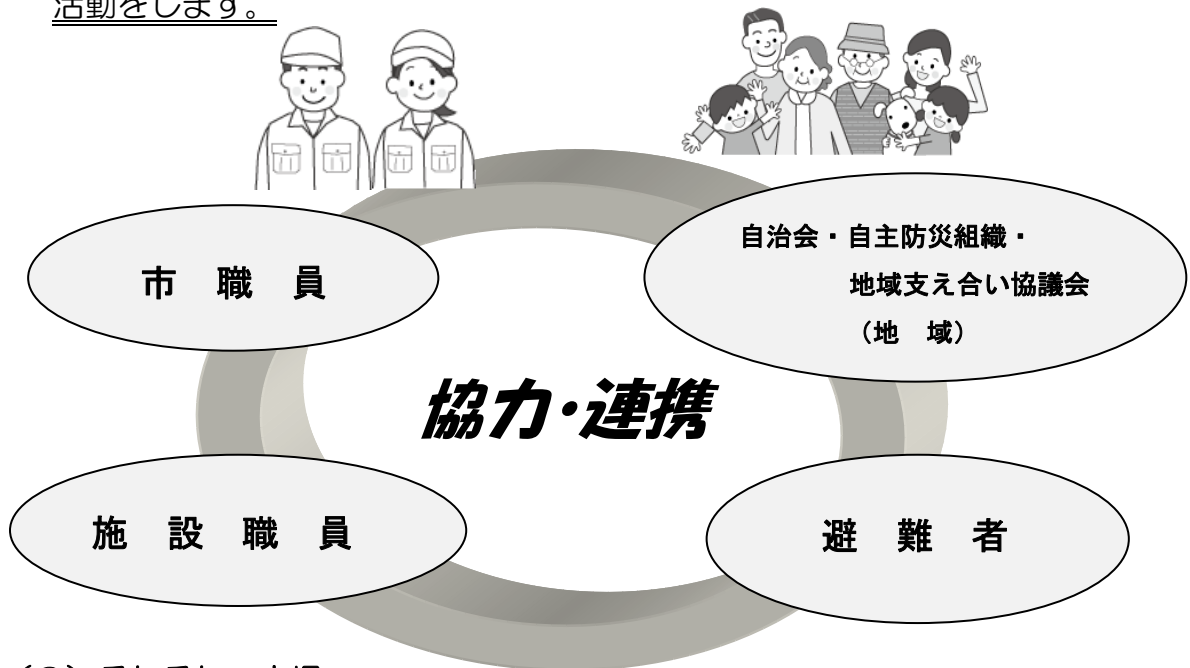 活動をします。
市　職　員
自治会・自主防災組織・
地域支え合い協議会
（地　域）
協力・連携
施　設　職　員
避　難　者